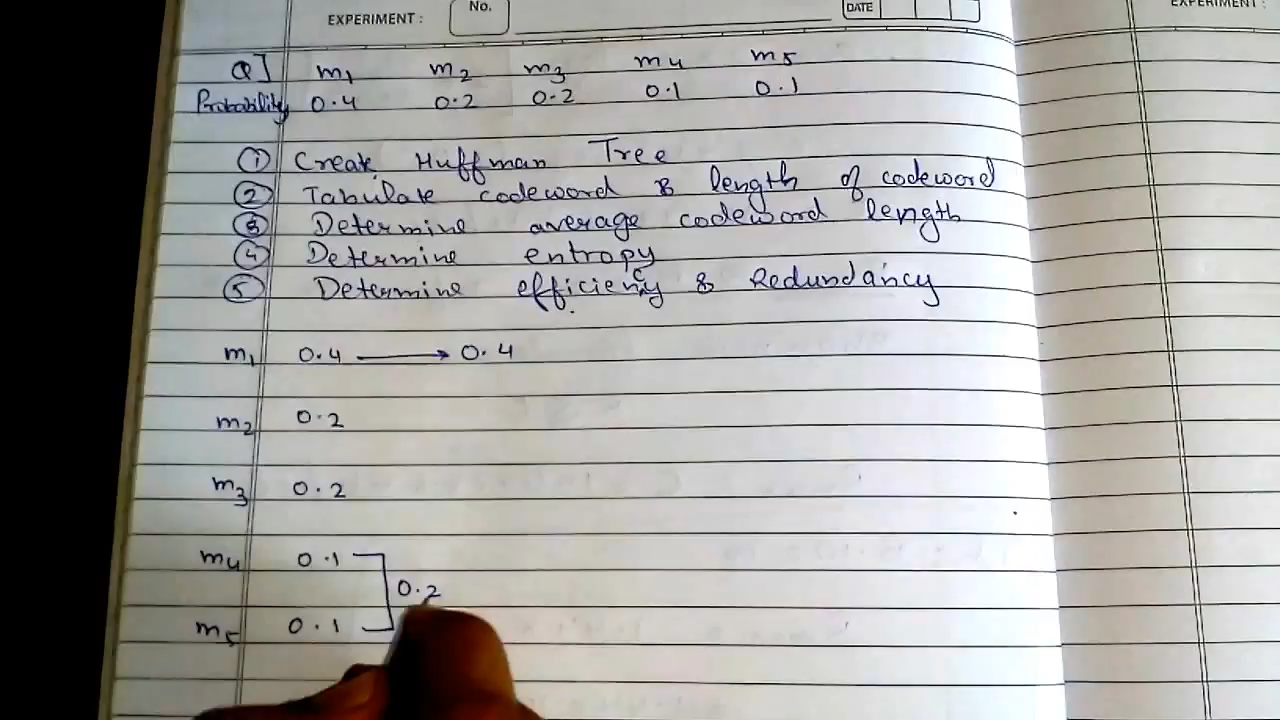 EXPERIMENT : No. DATE EXPERIMENT :
Q] m1 m2 m3 m4 m5
Probability 0.4 0.2 0.2 0.1 0.1
① Create Huffman Tree
② Tabulate codeword & length of codeword
③ Determine average codeword length
④ Determine entropy
⑤ Determine efficiency & Redundancy
m1 0.4 → 0.4
m2 0.2
m3 0.2
m4 0.1
0.2
m5 0.1